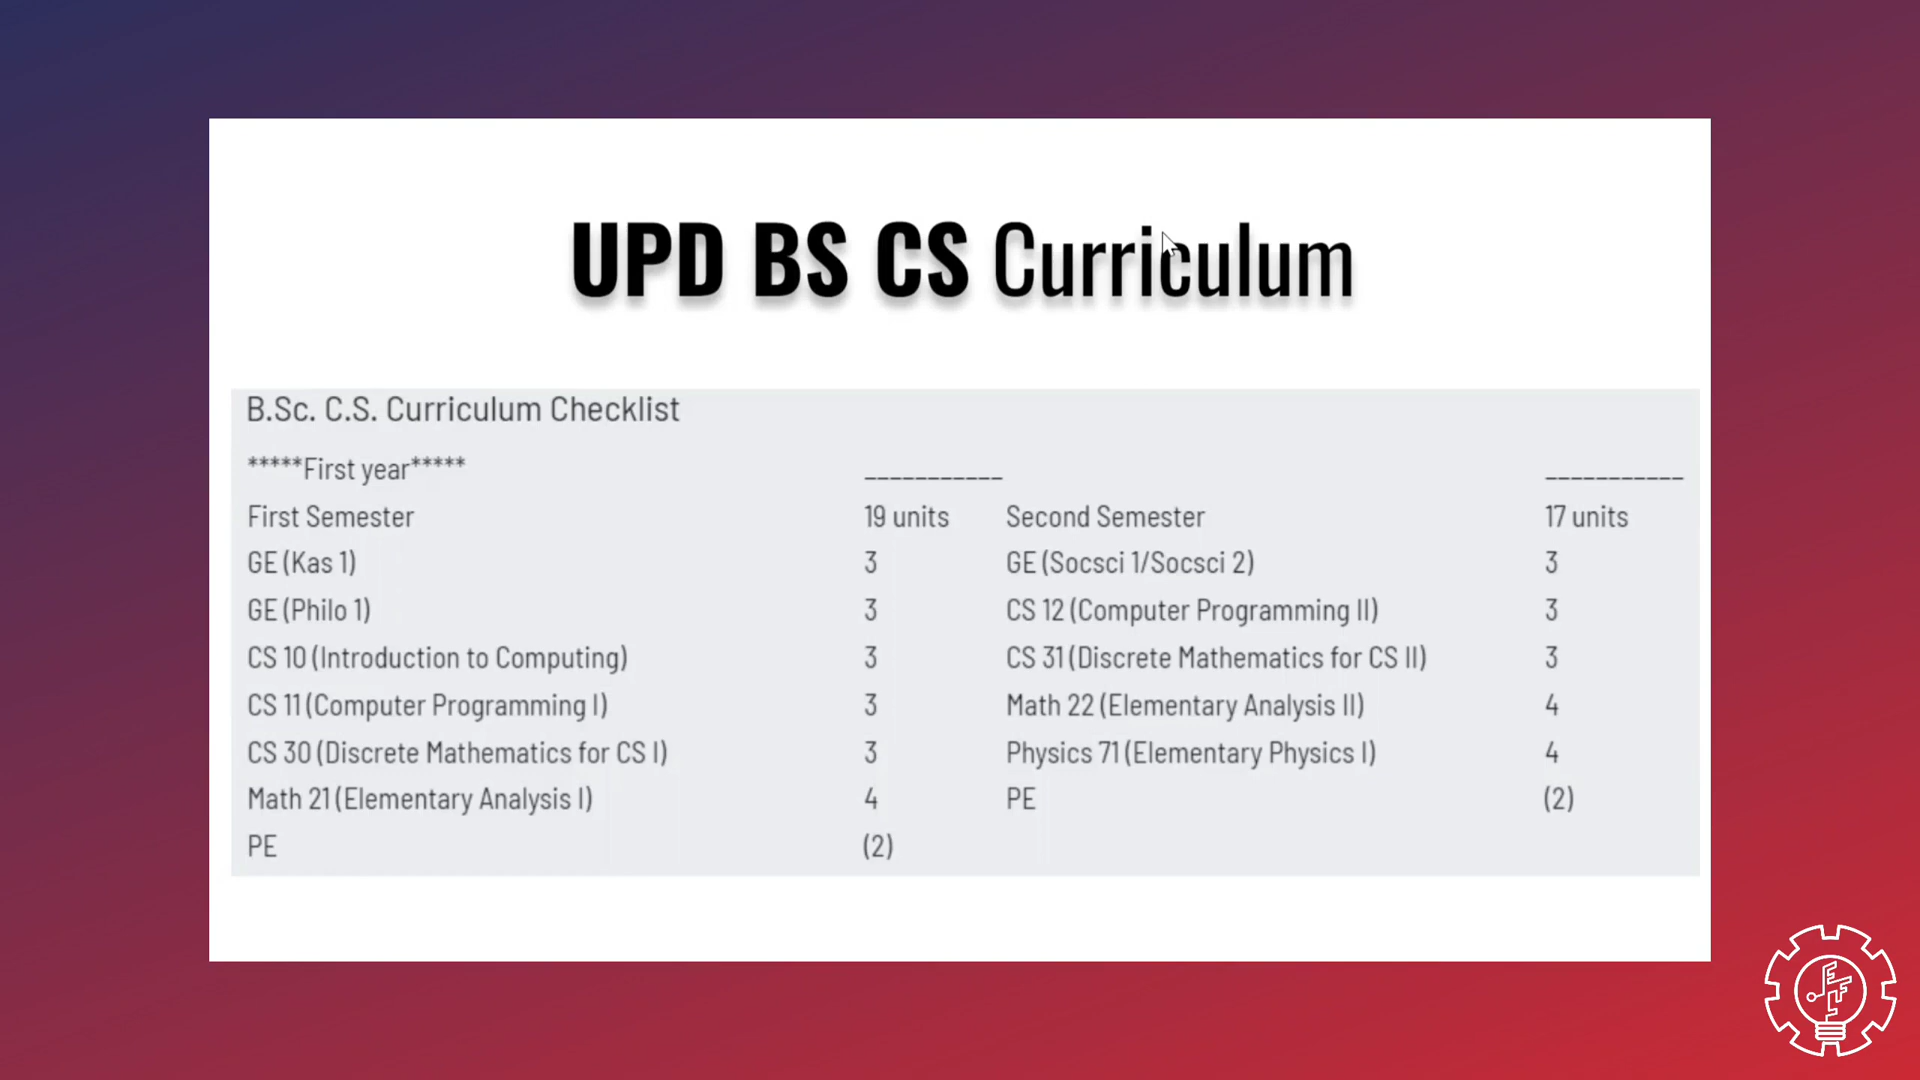 UPD BS CS Curriculum
B.Sc. C.S. Curriculum Checklist
*****First year***** ___________ ___________
First Semester 19 units Second Semester 17 units
GE (Kas 1) 3 GE (Socsci 1/Socsci 2) 3
GE (Philo 1) 3 CS 12 (Computer Programming II) 3
CS 10 (Introduction to Computing) 3 CS 31 (Discrete Mathematics for CS II) 3
CS 11 (Computer Programming I) 3 Math 22 (Elementary Analysis II) 4
CS 30 (Discrete Mathematics for CS I) 3 Physics 71 (Elementary Physics I) 4
Math 21 (Elementary Analysis I) 4 PE (2)
PE (2)